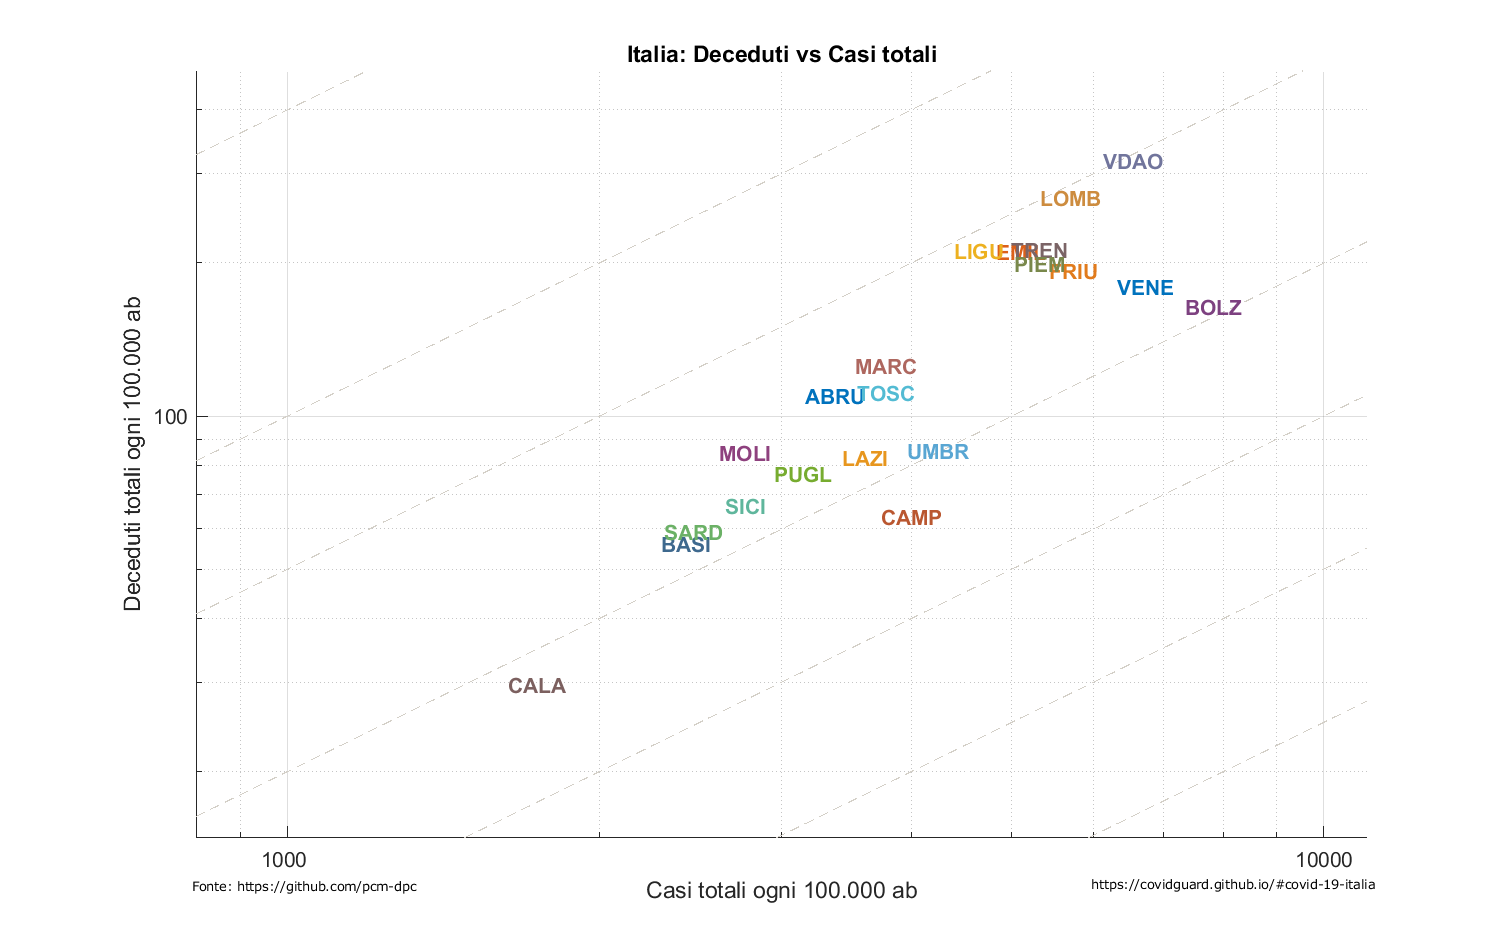 Italia: Deceduti vs Casi totali
Deceduti totali ogni 100.000 ab
100
VDAO
LOMB
LIGU
TREN
PIEM
FRIU
VENE
BOLZ
MARC
ABRU
TOSC
MOLI
UMBR
LAZI
PUGL
SICI
CAMP
SARD
BASI
CALA
1000
10000
Casi totali ogni 100.000 ab
Fonte: https://github.com/pcm-dpc
https://covidguard.github.io/#covid-19-italia